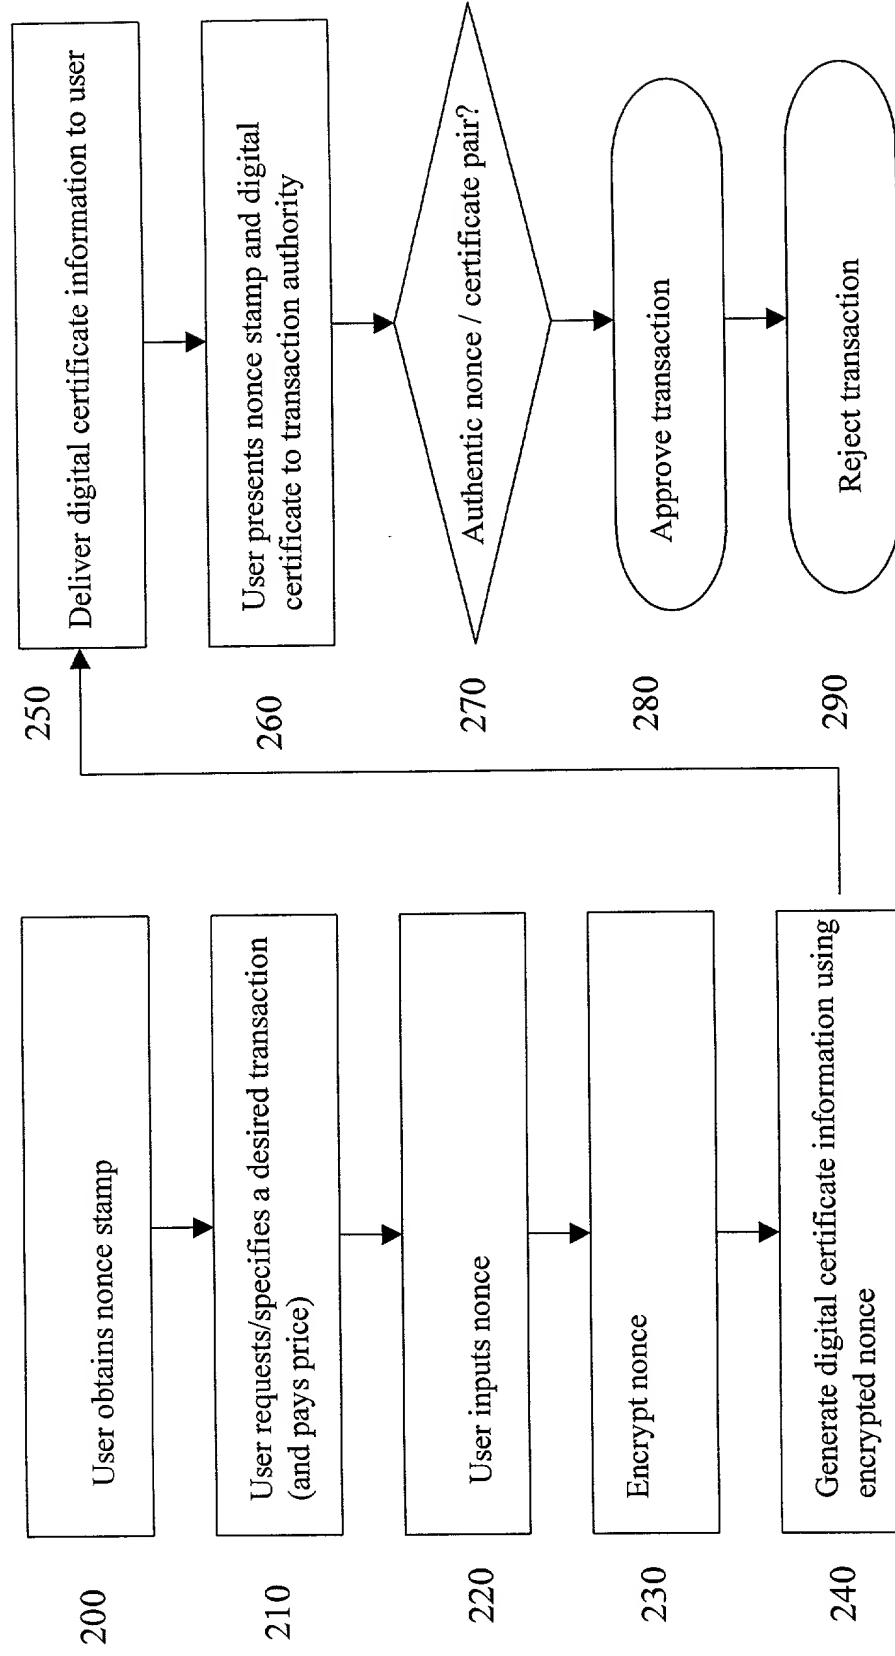 200
User obtains nonce stamp
210
User requests/specifies a desired transaction
(and pays price)
220
User inputs nonce
230
Encrypt nonce
240
Generate digital certificate information using
encrypted nonce
250
Deliver digital certificate information to user
260
User presents nonce stamp and digital
certificate to transaction authority
270
Authentic nonce / certificate pair?
280
Approve transaction
290
Reject transaction